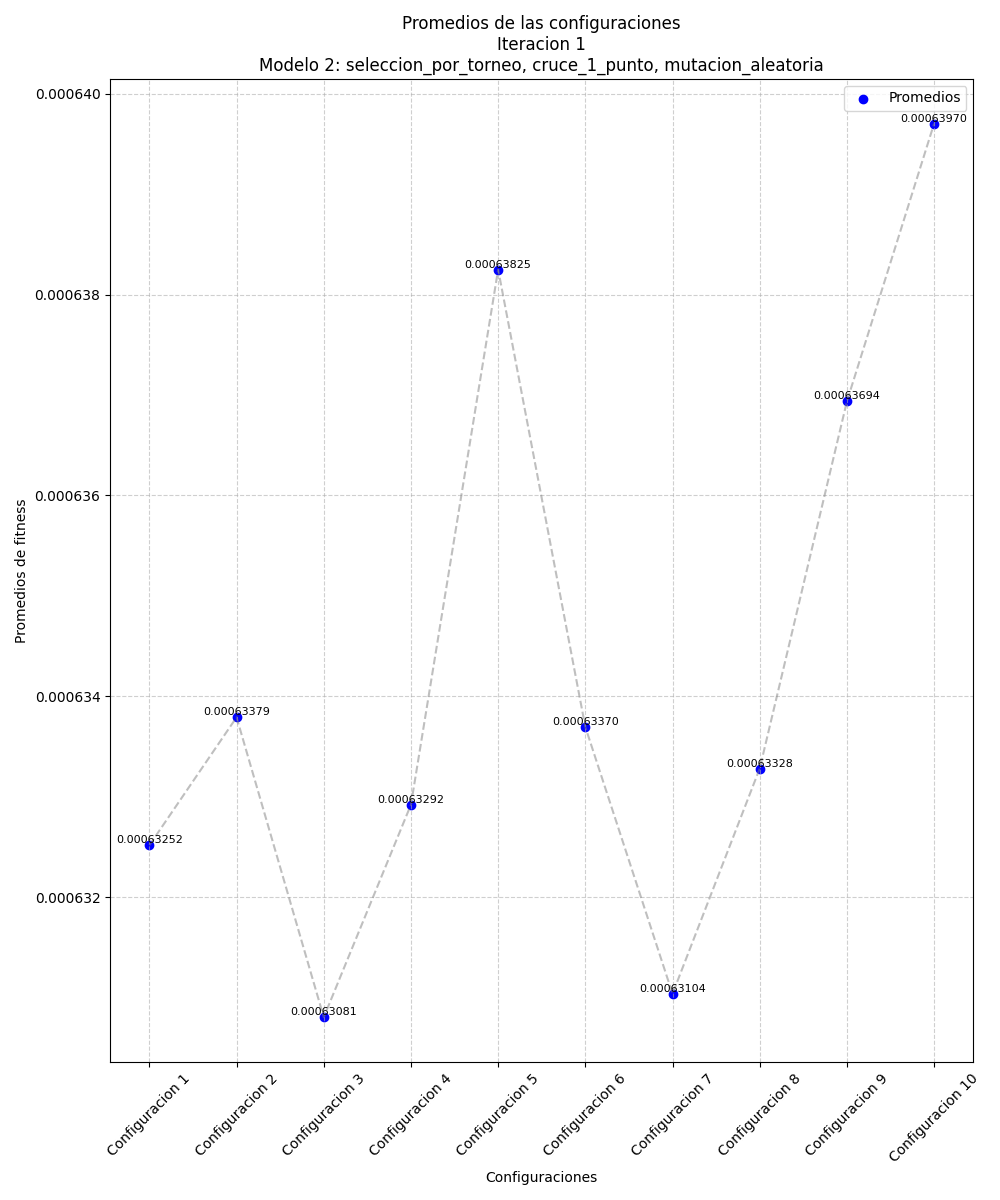 Promedios de las configuraciones
Iteracion 1
Modelo 2: seleccion_por_torneo, cruce_1_punto, mutacion_aleatoria
Promedios
0.000640
0.000638
0.000636
0.000634
0.000632
Promedios de fitness
0.00063252
0.00063379
0.00063081
0.00063292
0.00063825
0.00063370
0.00063104
0.00063328
0.00063694
0.00063970
Configuracion 1
Configuracion 2
Configuracion 3
Configuracion 4
Configuracion 5
Configuracion 6
Configuracion 7
Configuracion 8
Configuracion 9
Configuracion 10
Configuraciones